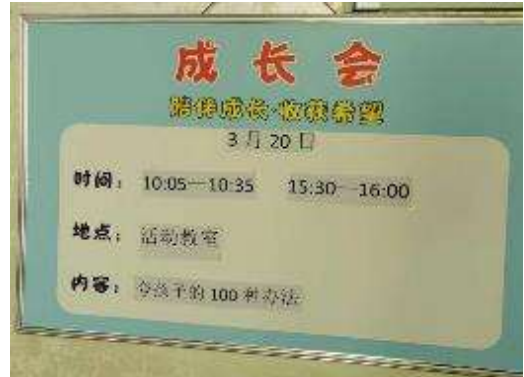 成长会
陪伴成长·收获希望
3月20日
时间：10:05—10:35 15:30—16:00
地点：活动教室
内容：夸孩子的100种办法